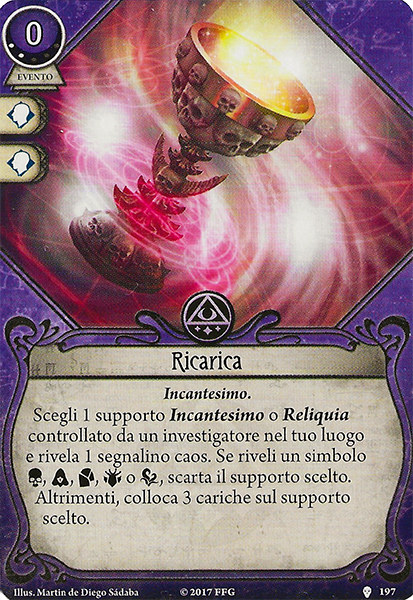 0
EVENTO
Ricarica
Incantesimo.
Scegli 1 supporto Incantesimo o Reliquia
controllato da un investigatore nel tuo luogo
e rivela 1 segnalino caos. Se riveli un simbolo
, , , o , scarta il supporto scelto.
Altrimenti, colloca 3 cariche sul supporto
scelto.
Illus. Martin de Diego Sádaba
© 2017 FFG
197